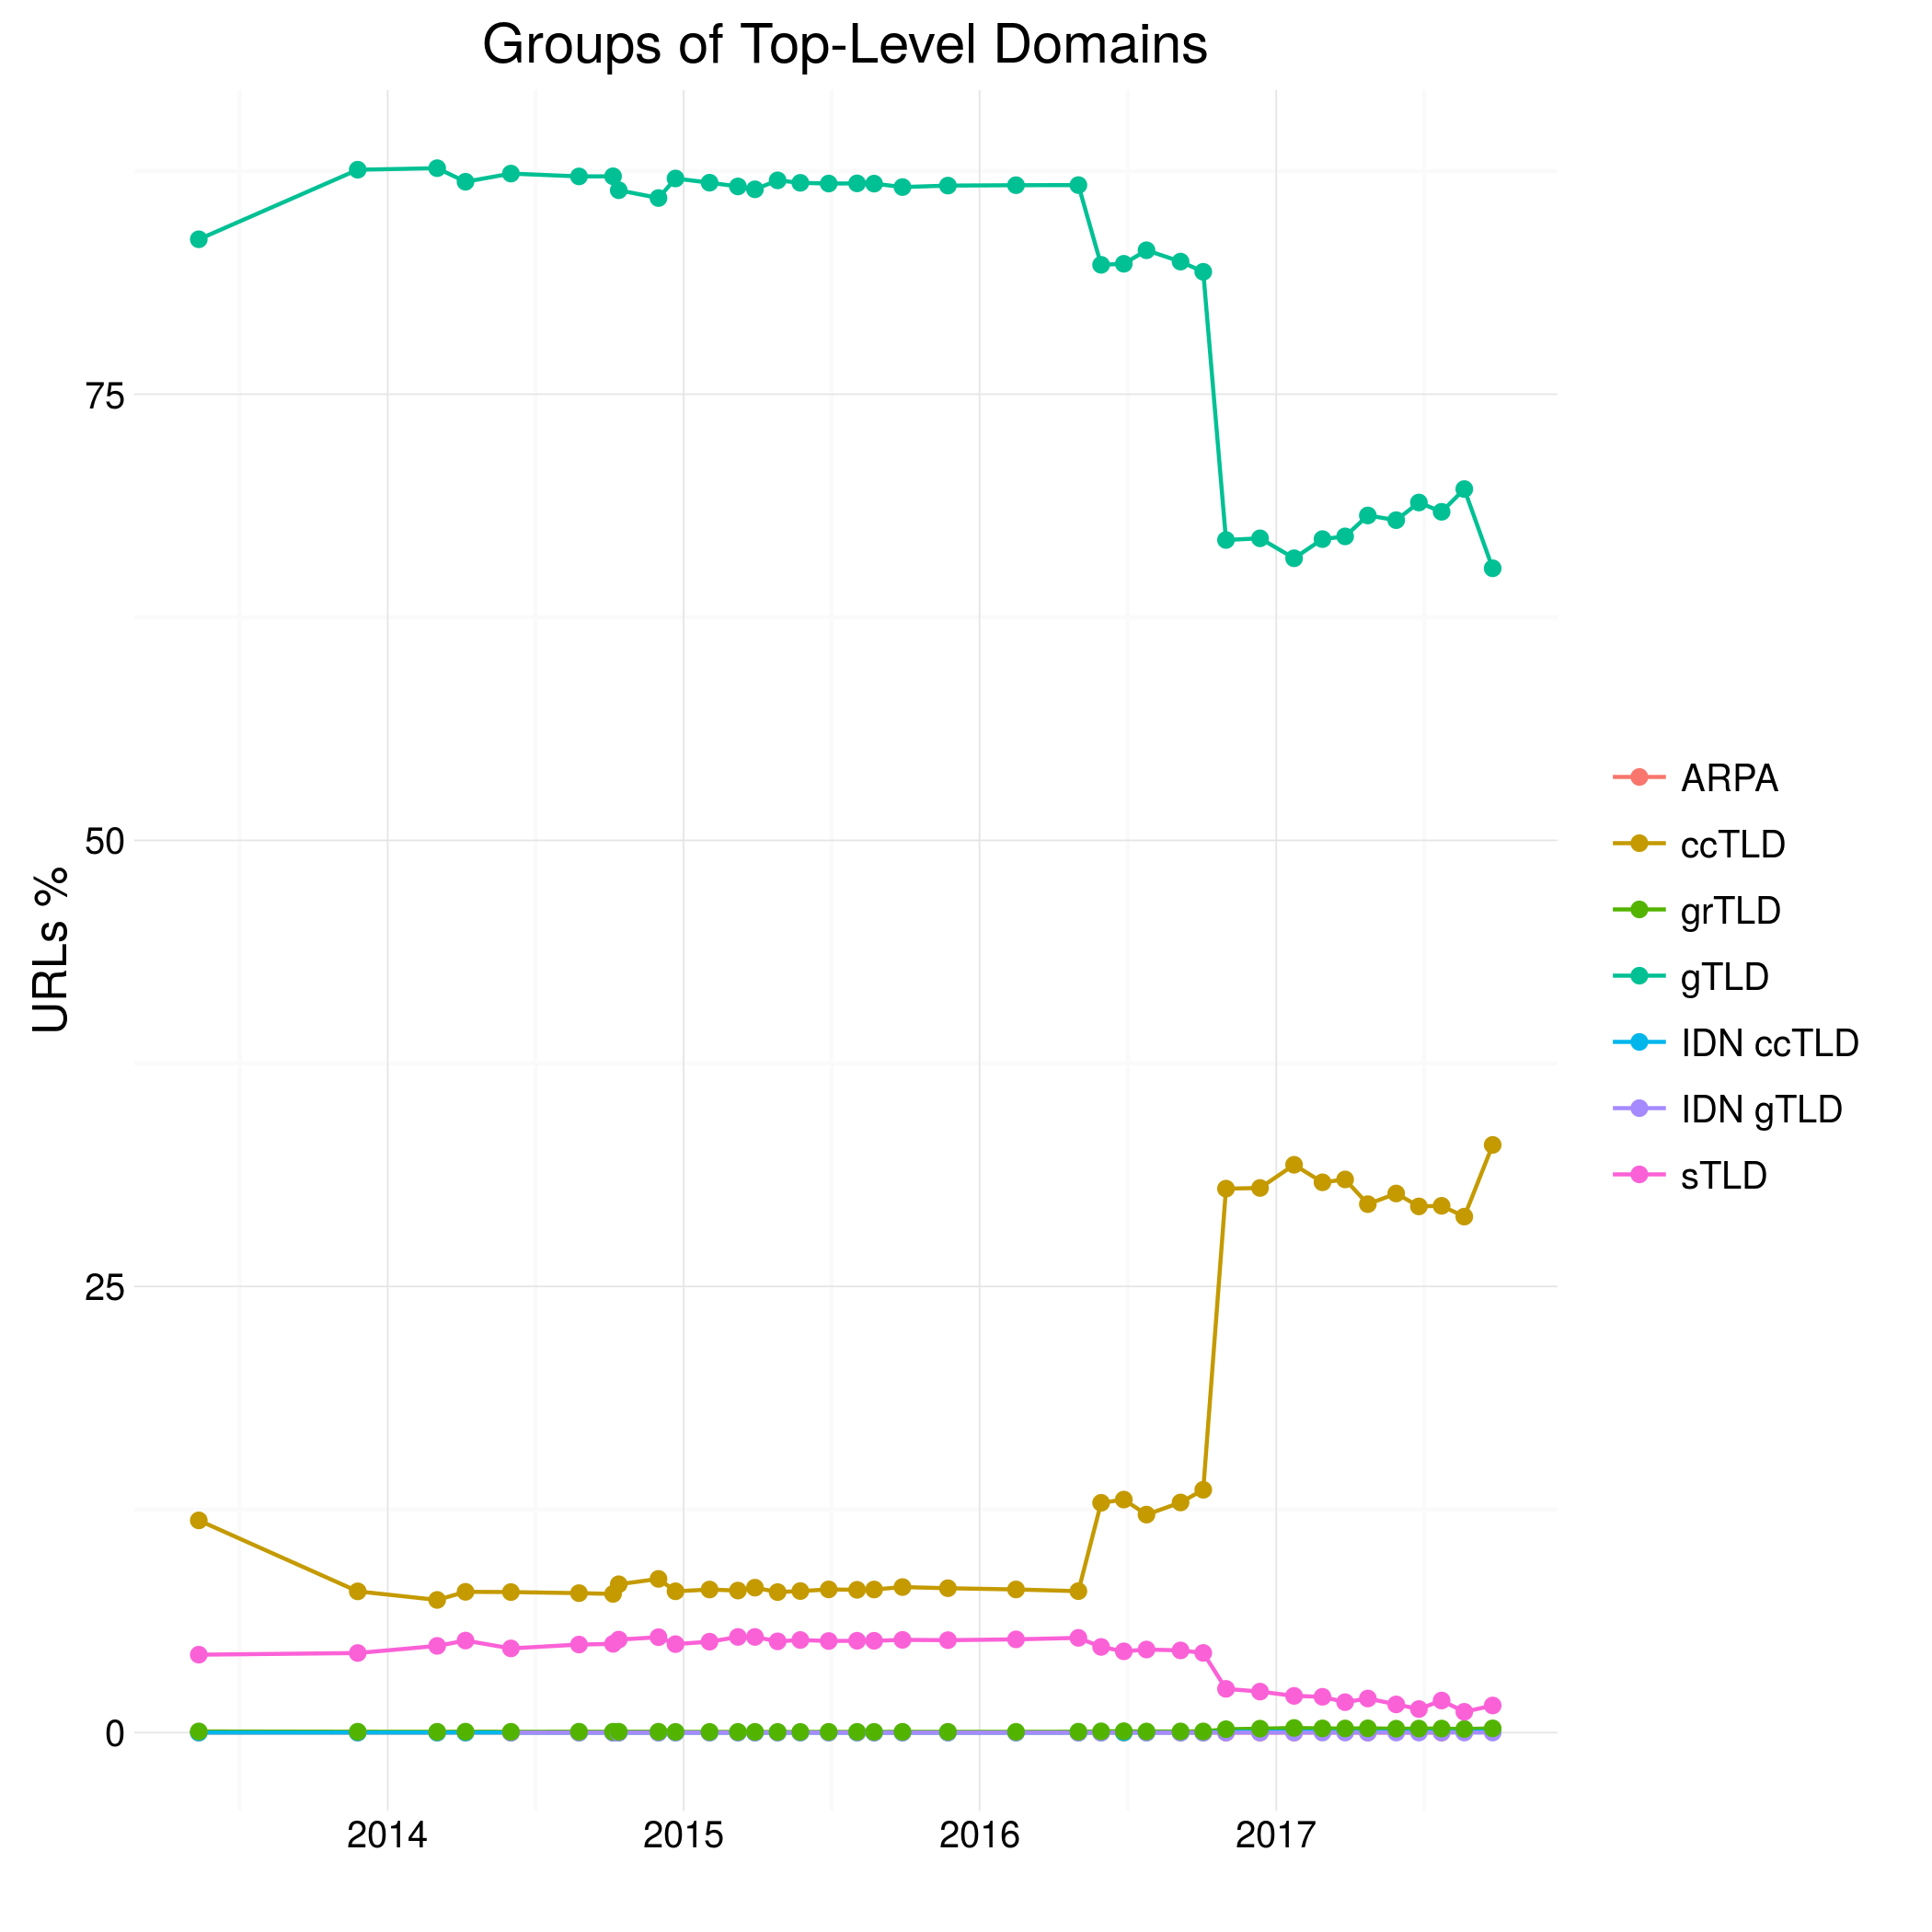 Groups of Top-Level Domains
URLs %
75
50
25
0
2014
2015
2016
2017
ARPA
ccTLD
grTLD
gTLD
IDN ccTLD
IDN gTLD
sTLD